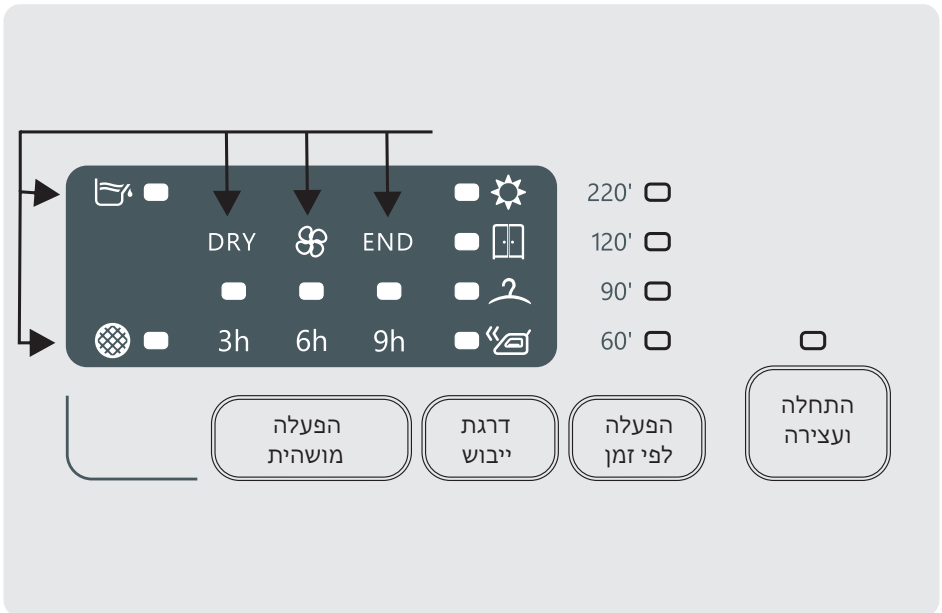 220'
DRY END 120'
90'
3h 6h 9h 60'
הפעלה
מושהית
דרגת
ייבוש
הפעלה
לפי זמן
התחלה
ועצירה